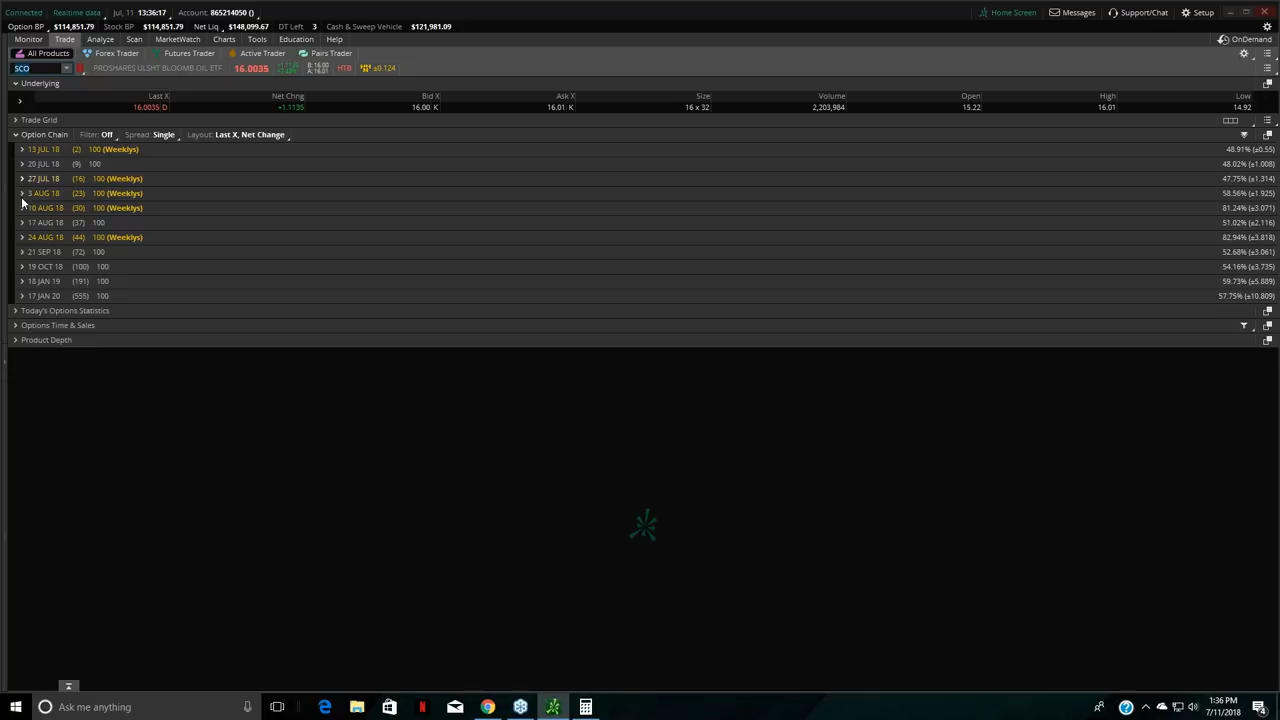 Connected Realtime data Jul, 11 13:36:17 Account: 865214050 () Home Screen Messages Support/Chat Setup
Option BP $114,851.79 Stock BP $114,851.79 Net Liq $148,099.67 DT Left 3 Cash & Sweep Vehicle $121,981.09
Monitor Trade Analyze Scan MarketWatch Charts Tools Education Help OnDemand
All Products Forex Trader Futures Trader Active Trader Pairs Trader
SCO PROSHARES ULSHT BLOOMB OIL ETF 16.0035 +1.1135 B: 16.00 A: 16.01 HTB ±0.124
Underlying
Last X Net Chng Bid X Ask X Size Volume Open High Low
16.0035 D +1.1135 16.00 K 16.01 K 16 x 32 2,203,984 15.22 16.01 14.92
Trade Grid
Option Chain Filter: Off Spread: Single Layout: Last X, Net Change
13 JUL 18 (2) 100 (Weeklys) 48.91% (±0.55)
20 JUL 18 (9) 100 48.02% (±1.008)
27 JUL 18 (16) 100 (Weeklys) 47.75% (±1.314)
3 AUG 18 (23) 100 (Weeklys) 58.56% (±1.925)
10 AUG 18 (30) 100 (Weeklys) 81.24% (±3.071)
17 AUG 18 (37) 100 51.02% (±2.116)
24 AUG 18 (44) 100 (Weeklys) 82.94% (±3.818)
21 SEP 18 (72) 100 52.68% (±3.061)
19 OCT 18 (100) 100 54.16% (±3.735)
18 JAN 19 (191) 100 59.73% (±5.889)
17 JAN 20 (555) 100 57.75% (±10.809)
Today's Options Statistics
Options Time & Sales
Product Depth
Ask me anything
1:36 PM
7/11/2018